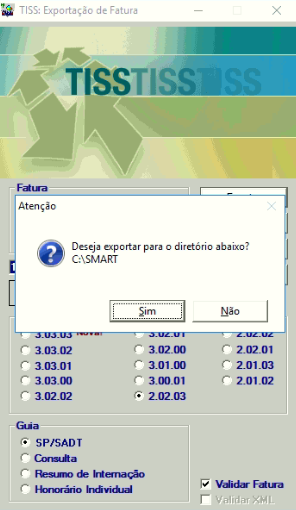 TISS: Exportação de Fatura
TISSTISSTISS
Fatura
Atenção
Deseja exportar para o diretório abaixo?
C:\SMART
Sim
Não
3.03.03
3.02.01
2.02.02
3.03.02
3.02.00
2.02.01
3.03.01
3.01.00
2.01.03
3.03.00
3.00.01
2.01.02
3.02.02
2.02.03
Guia
SP/SADT
Consulta
Resumo de Internação
Honorário Individual
Validar Fatura
Validar XML